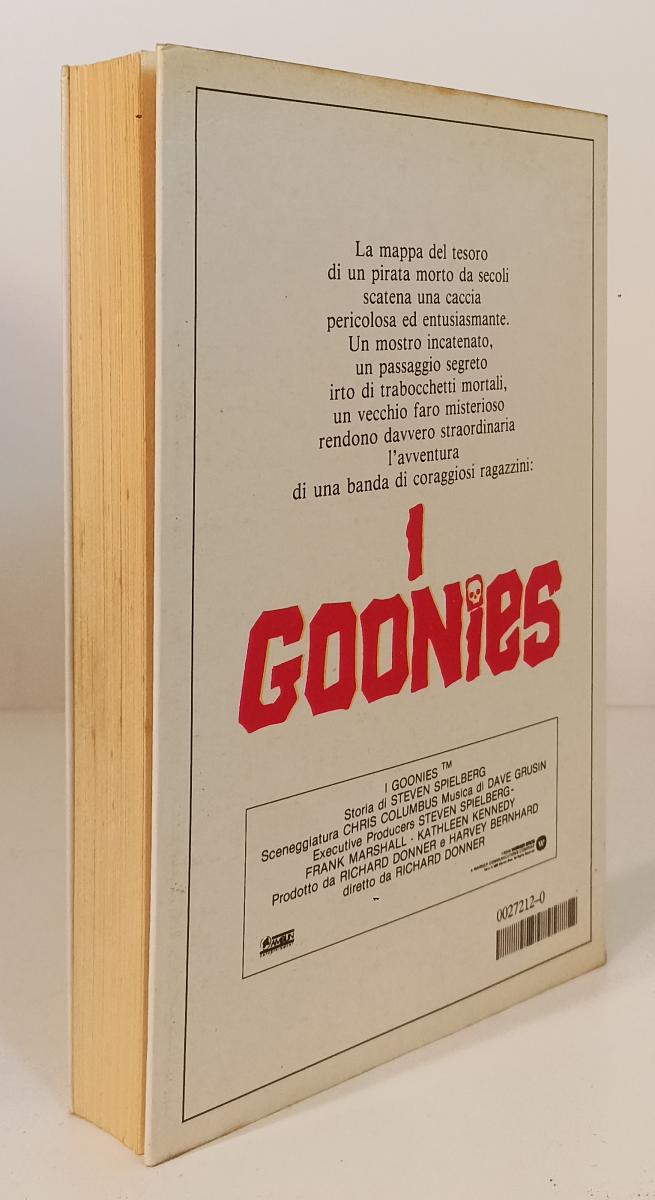 La mappa del tesoro
di un pirata morto da secoli
scatena una caccia
pericolosa ed entusiasmante.
Un mostro incatenato,
un passaggio segreto
irto di trabocchetti mortali,
un vecchio faro misterioso
rendono davvero straordinaria
l'avventura
di una banda di coraggiosi ragazzini:
I
GOONIES
I GOONIES ™
Storia di STEVEN SPIELBERG
Sceneggiatura CHRIS COLUMBUS Musica di DAVE GRUSIN
Executive Producers STEVEN SPIELBERG-
FRANK MARSHALL - KATHLEEN KENNEDY
Prodotto da RICHARD DONNER e HARVEY BERNHARD
diretto da RICHARD DONNER
0027212-0